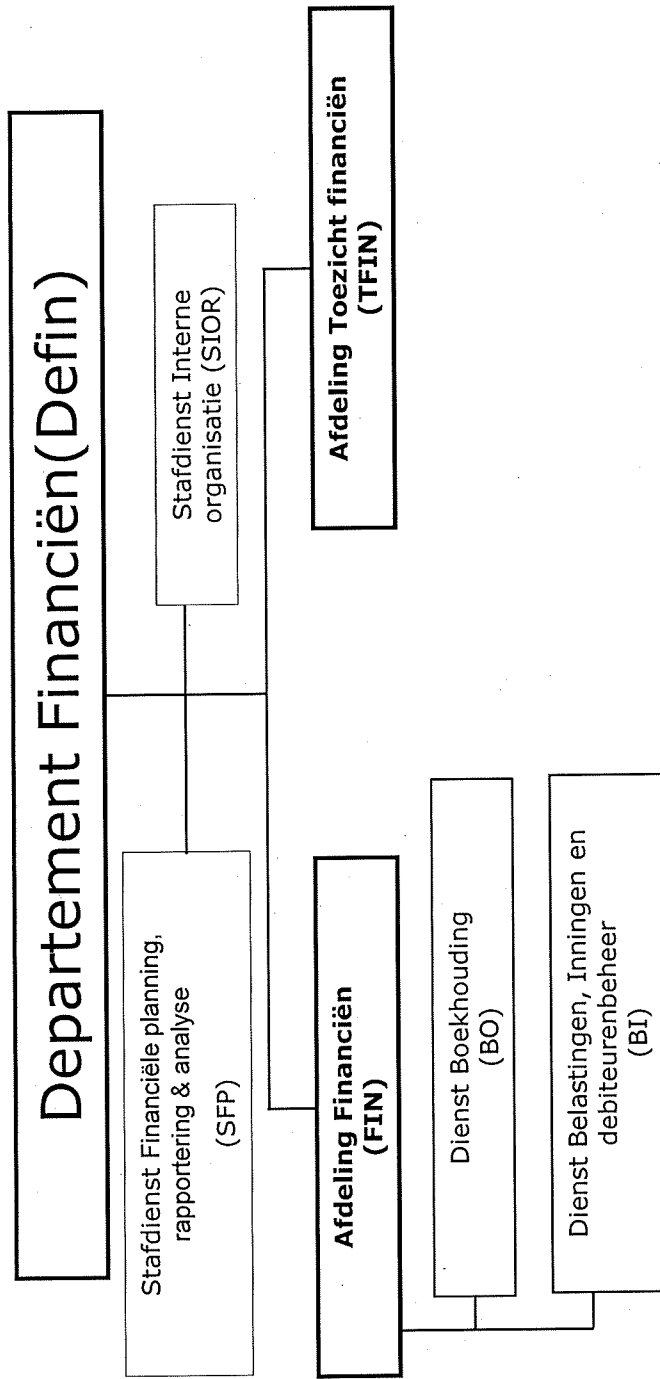 Departement Financiën(Defin)
Stafdienst Financiële planning,
rapportering & analyse
(SFP)
Stafdienst Interne
organisatie (SIOR)
Afdeling Financiën
(FIN)
Afdeling Toezicht financiën
(TFIN)
Dienst Boekhouding
(BO)
Dienst Belastingen, Inningen en
debiteurenbeheer
(BI)